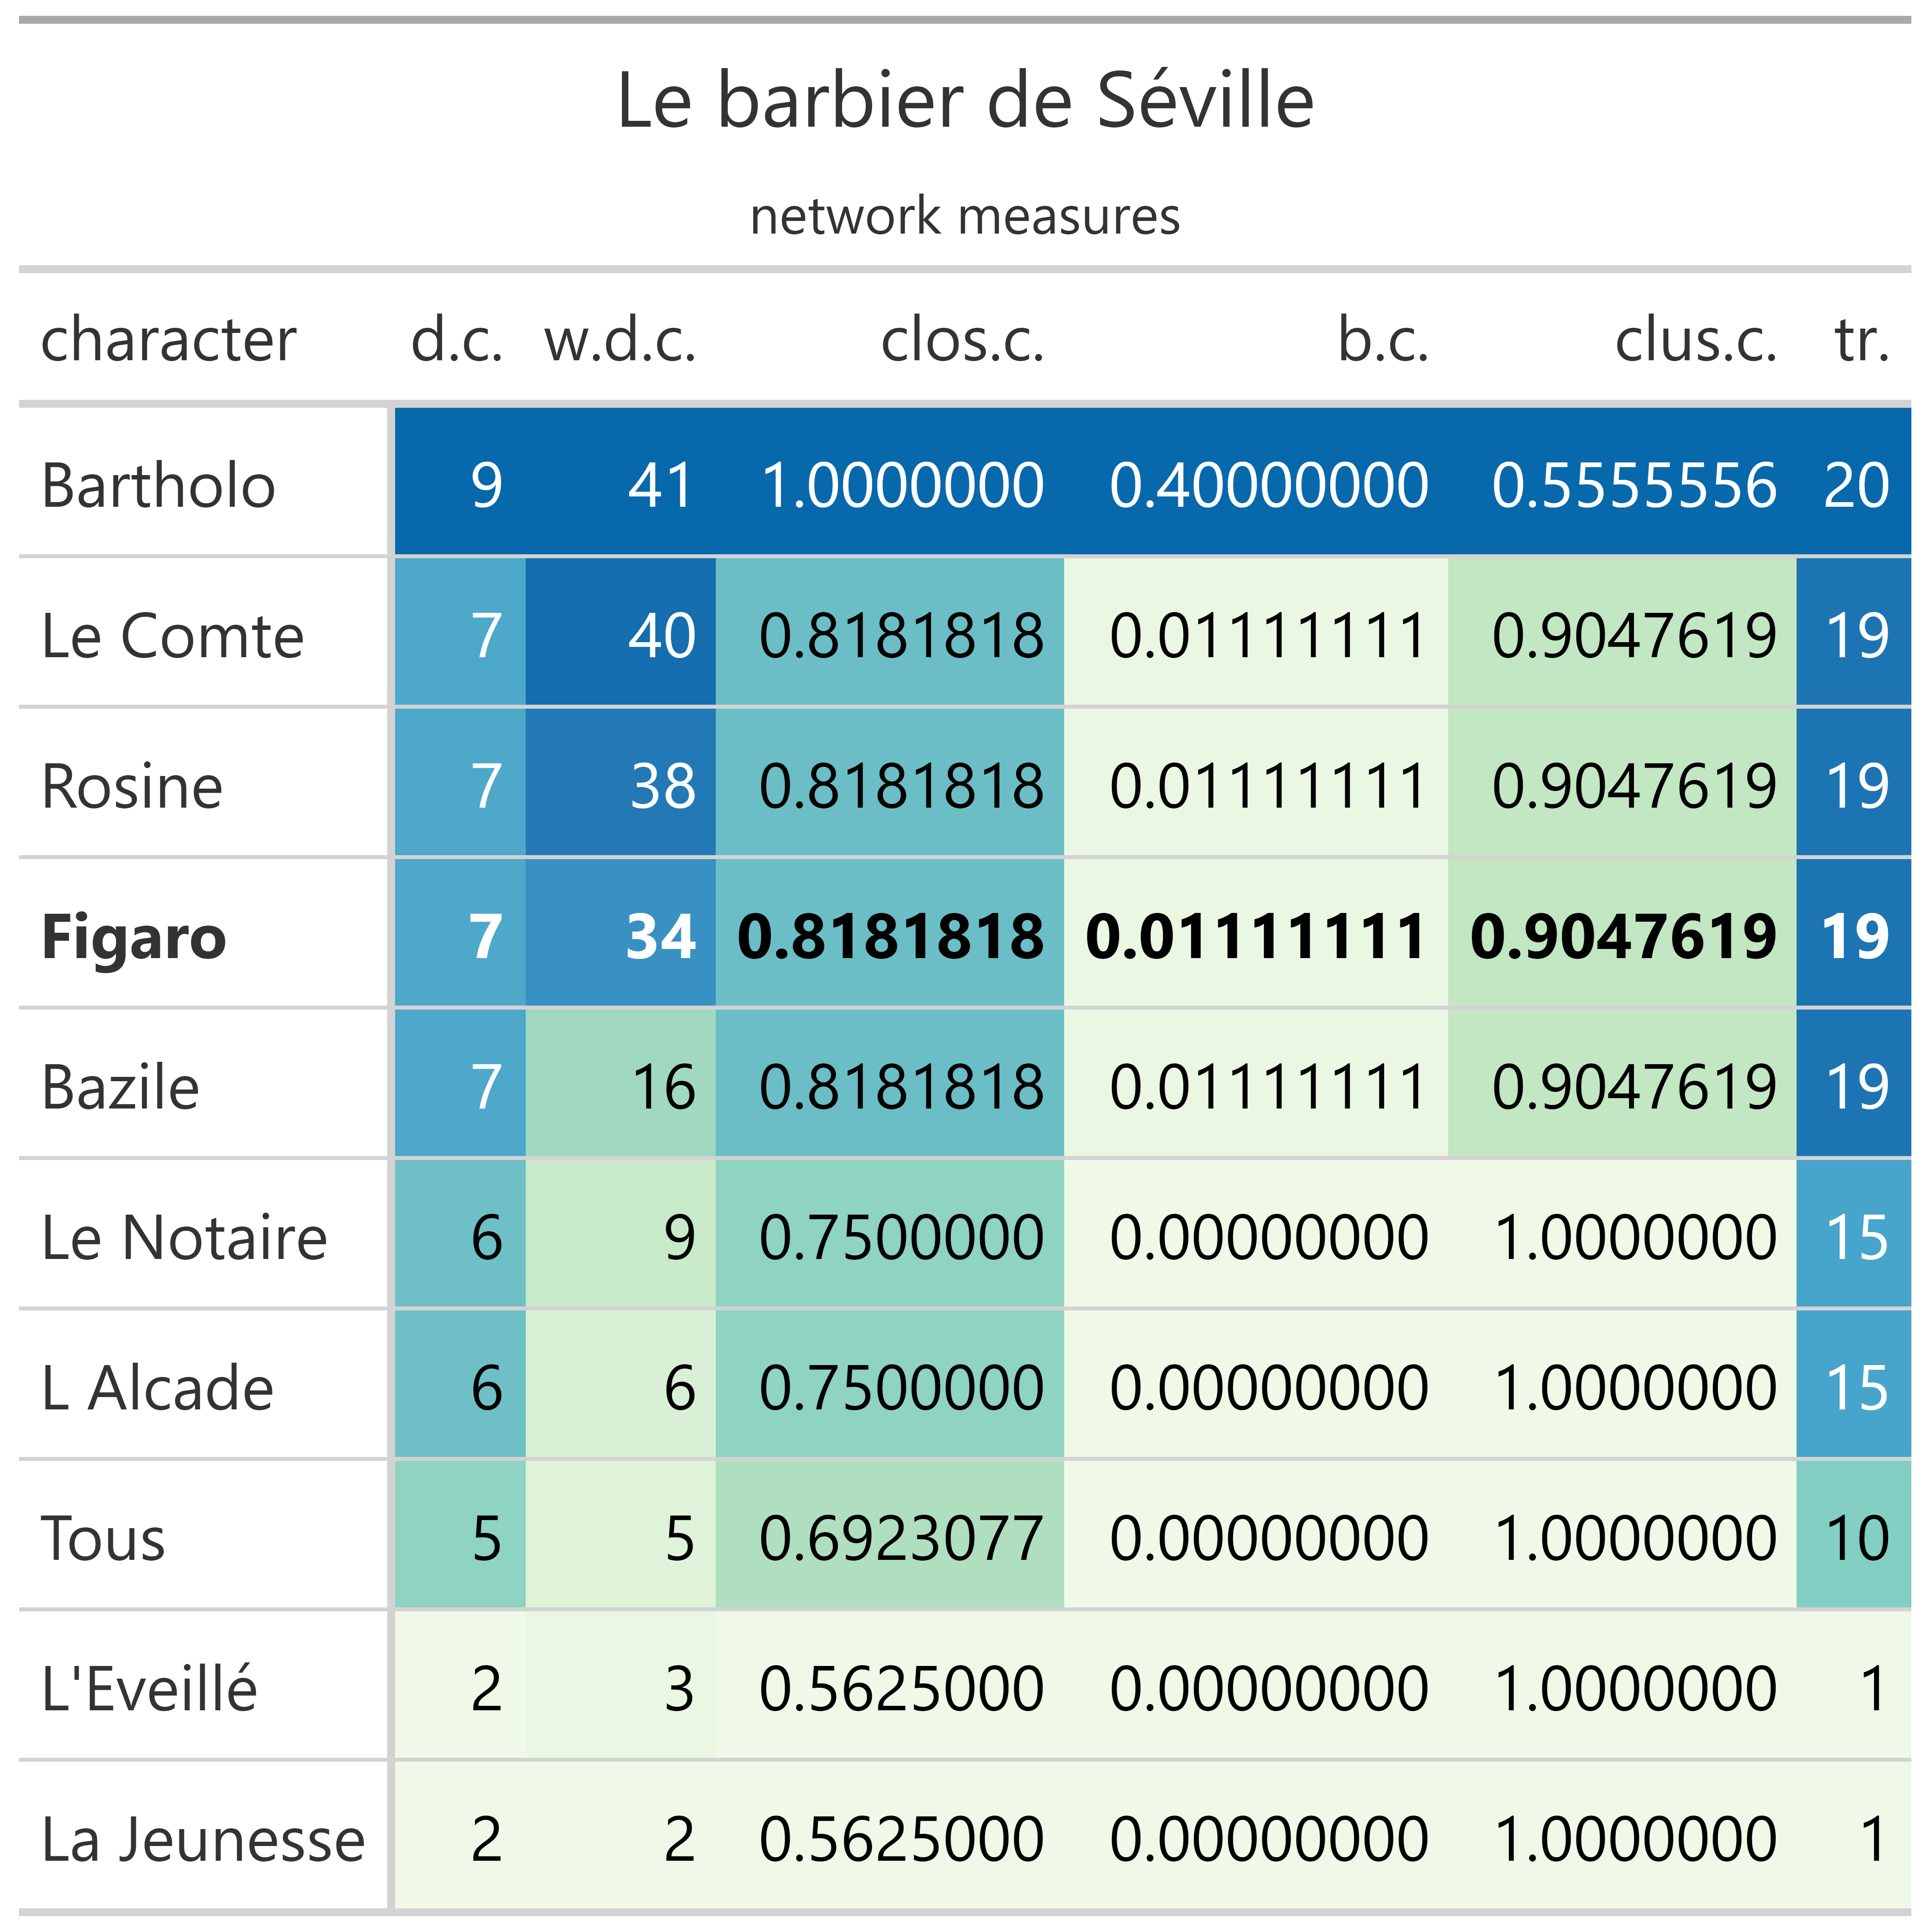 Le barbier de Séville
network measures
character d.c. w.d.c. clos.c. b.c. clus.c. tr.
Bartholo 9 41 1.0000000 0.40000000 0.5555556 20
Le Comte 7 40 0.8181818 0.01111111 0.9047619 19
Rosine 7 38 0.8181818 0.01111111 0.9047619 19
Figaro 7 34 0.8181818 0.01111111 0.9047619 19
Bazile 7 16 0.8181818 0.01111111 0.9047619 19
Le Notaire 6 9 0.7500000 0.00000000 1.0000000 15
L Alcade 6 6 0.7500000 0.00000000 1.0000000 15
Tous 5 5 0.6923077 0.00000000 1.0000000 10
L'Eveillé 2 3 0.5625000 0.00000000 1.0000000 1
La Jeunesse 2 2 0.5625000 0.00000000 1.0000000 1